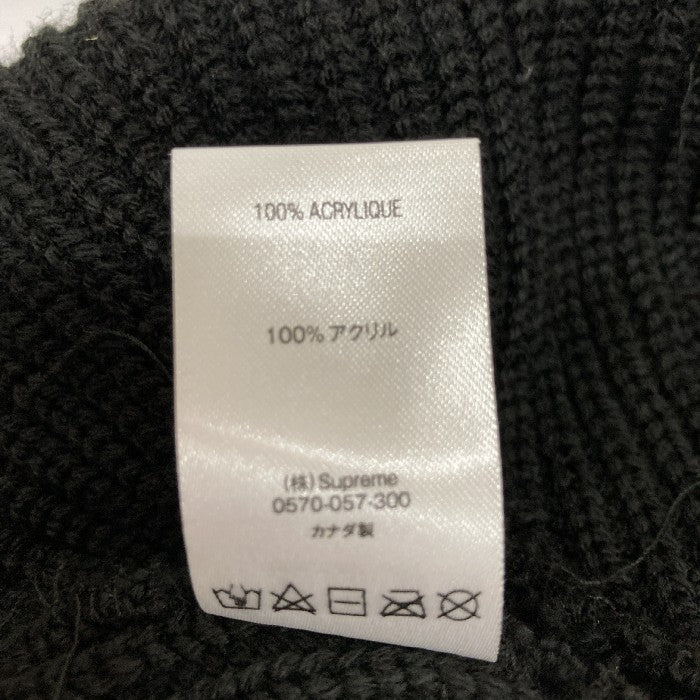 100% ACRYLIQUE
100% アクリル
(株) Supreme
0570-057-300
カナダ製